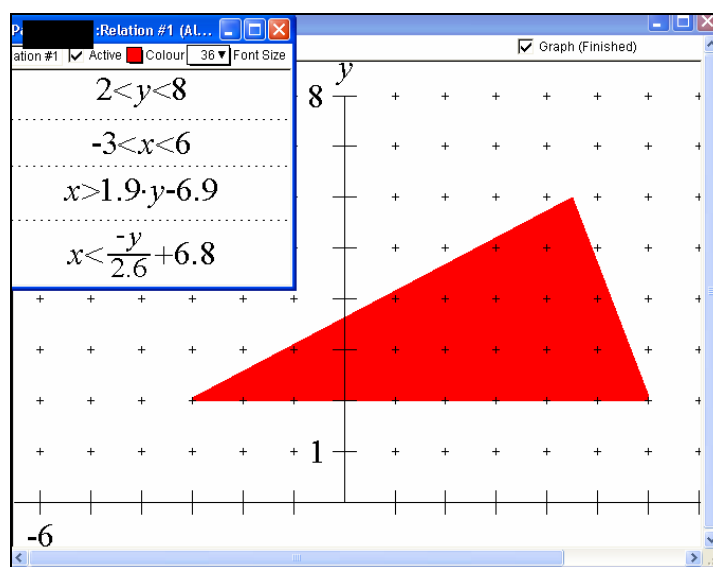 Pa :Relation #1 (Al...
ation #1 Active Colour 36 Font Size
2<y<8
-3<x<6
x>1.9·y-6.9
x<-y/2.6+6.8
Graph (Finished)
y
8
1
-6